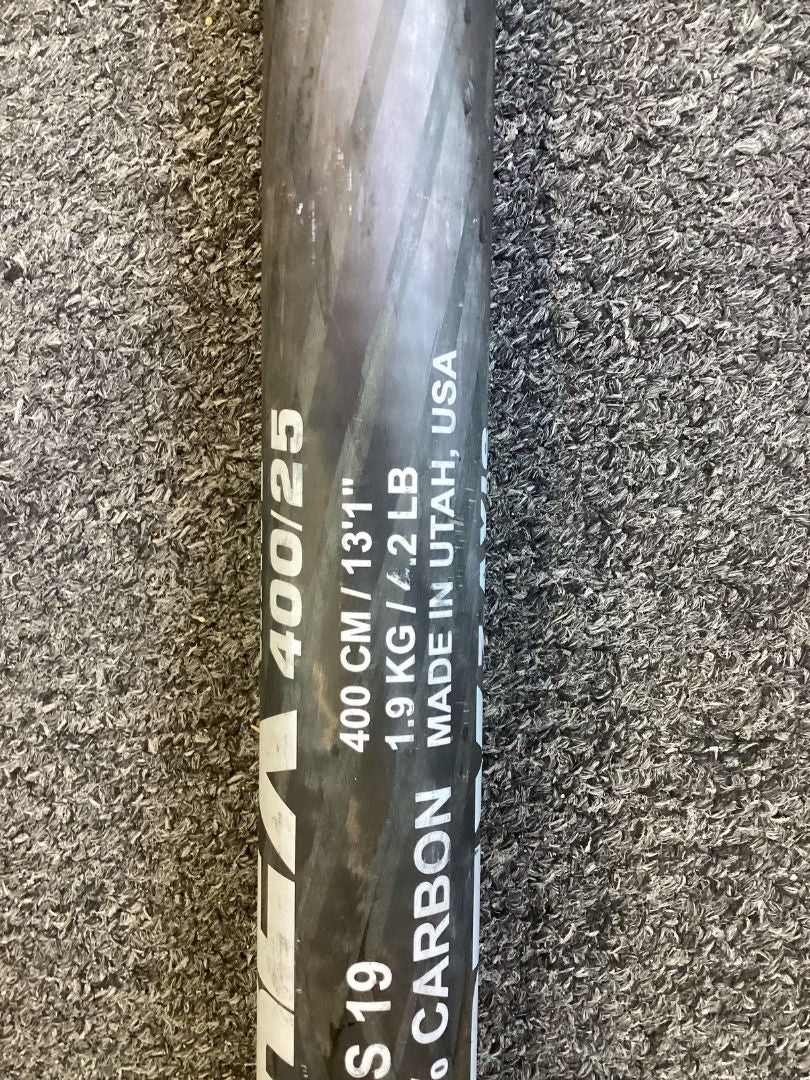 400/25
400 CM / 13'1"
1.9 KG / 4.2 LB
MADE IN UTAH, USA
S 19
% CARBON